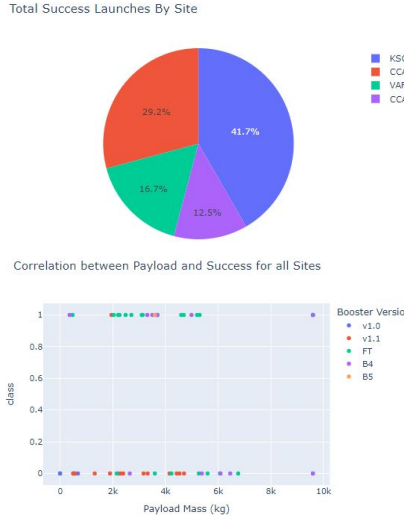 Total Success Launches By Site
KSC
CCA
VAF
CCA
29.2%
41.7%
16.7%
12.5%
Correlation between Payload and Success for all Sites
Booster Versio
v1.0
v1.1
FT
B4
B5
class
1
0.8
0.6
0.4
0.2
0
0
2k
4k
6k
8k
10k
Payload Mass (kg)